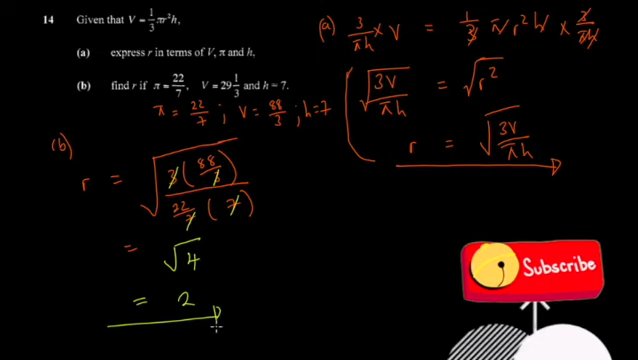 14 Given that V = 1/3 πr²h,
(a) express r in terms of V, π and h,
(b) find r if π = 22/7, V = 29 1/3 and h = 7.
π = 22/7 ; V = 88/3 ; h=7
(a) 3/πh × V = 1/3 π r² h × 3/πh
√(3V/πh) = √r²
r = √(3V/πh)
(b)
r = √(3(88/3) / 22/7 (7))
= √4
= 2
Subscribe